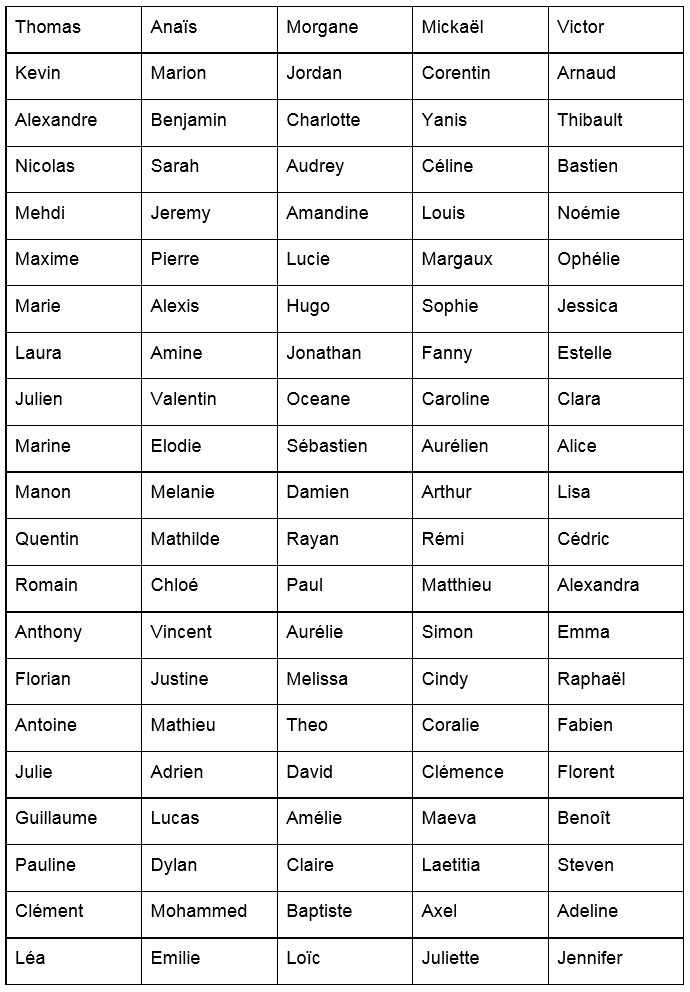 Thomas Anaïs Morgane Mickaël Victor
Kevin Marion Jordan Corentin Arnaud
Alexandre Benjamin Charlotte Yanis Thibault
Nicolas Sarah Audrey Céline Bastien
Mehdi Jeremy Amandine Louis Noémie
Maxime Pierre Lucie Margaux Ophélie
Marie Alexis Hugo Sophie Jessica
Laura Amine Jonathan Fanny Estelle
Julien Valentin Oceane Caroline Clara
Marine Elodie Sébastien Aurélien Alice
Manon Melanie Damien Arthur Lisa
Quentin Mathilde Rayan Rémi Cédric
Romain Chloé Paul Matthieu Alexandra
Anthony Vincent Aurélie Simon Emma
Florian Justine Melissa Cindy Raphaël
Antoine Mathieu Theo Coralie Fabien
Julie Adrien David Clémence Florent
Guillaume Lucas Amélie Maeva Benoît
Pauline Dylan Claire Laetitia Steven
Clément Mohammed Baptiste Axel Adeline
Léa Emilie Loïc Juliette Jennifer